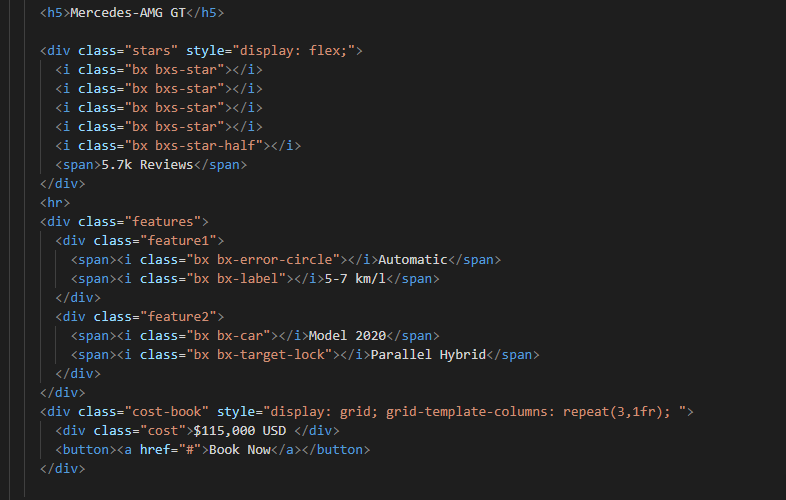 <h5>Mercedes-AMG GT</h5>
<div class="stars" style="display: flex;">
<i class="bx bxs-star"></i>
<i class="bx bxs-star"></i>
<i class="bx bxs-star"></i>
<i class="bx bxs-star"></i>
<i class="bx bxs-star-half"></i>
<span>5.7k Reviews</span>
</div>
<hr>
<div class="features">
<div class="feature1">
<span><i class="bx bx-error-circle"></i>Automatic</span>
<span><i class="bx bx-label"></i>5-7 km/l</span>
</div>
<div class="feature2">
<span><i class="bx bx-car"></i>Model 2020</span>
<span><i class="bx bx-target-lock"></i>Parallel Hybrid</span>
</div>
</div>
<div class="cost-book" style="display: grid; grid-template-columns: repeat(3,1fr); ">
<div class="cost">$115,000 USD </div>
<button><a href="#">Book Now</a></button>
</div>